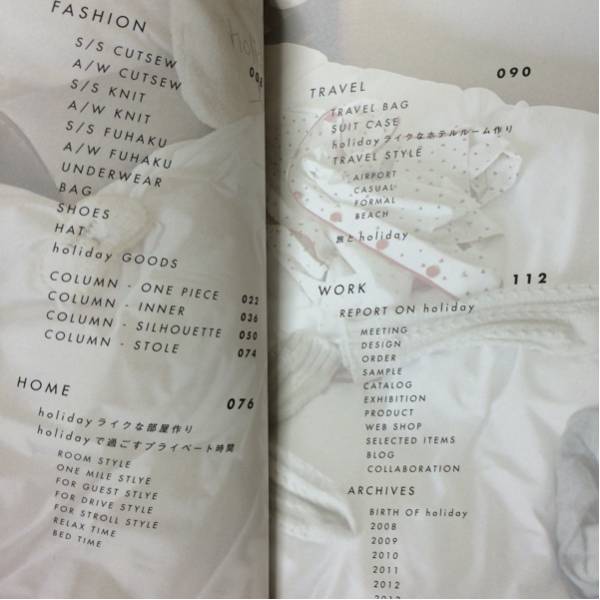 FASHION
S/S CUTSEW
A/W CUTSEW
S/S KNIT
A/W KNIT
S/S FUHAKU
A/W FUHAKU
UNDERWEAR
BAG
SHOES
HAT
holiday GOODS
COLUMN - ONE PIECE 022
COLUMN - INNER 036
COLUMN - SILHOUETTE 050
COLUMN - STOLE 074
HOME 076
holidayライクな部屋作り
holidayで過ごすプライベート時間
ROOM STYLE
ONE MILE STLYE
FOR GUEST STLYE
FOR DRIVE STYLE
FOR STROLL STYLE
RELAX TIME
BED TIME
TRAVEL 090
TRAVEL BAG
SUIT CASE
holidayライクなホテルルーム作り
TRAVEL STYLE
AIRPORT
CASUAL
FORMAL
BEACH
旅とholiday
WORK 112
REPORT ON holiday
MEETING
DESIGN
ORDER
SAMPLE
CATALOG
EXHIBITION
PRODUCT
WEB SHOP
SELECTED ITEMS
BLOG
COLLABORATION
ARCHIVES
BIRTH OF holiday
2008
2009
2010
2011
2012